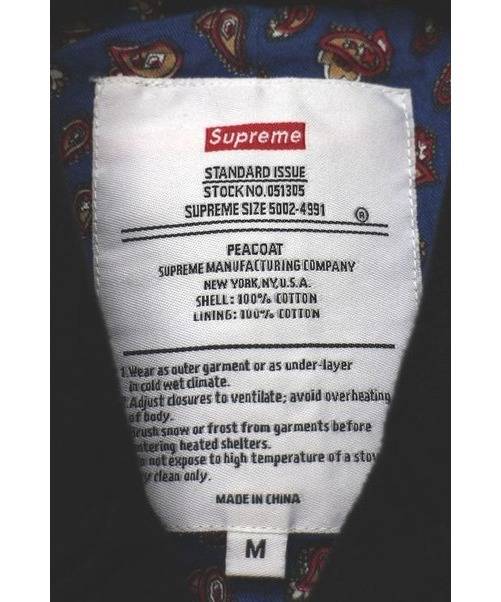 Supreme
STANDARD ISSUE
STOCK NO. 051305
SUPREME SIZE 5002-4991 ®
PEACOAT
SUPREME MANUFACTURING COMPANY
NEW YORK, NY, U.S.A.
SHELL: 100% COTTON
LINING: 100% COTTON
1. Wear as outer garment or as under-layer
in cold wet climate.
Adjust closures to ventilate; avoid overheating
of body.
snow or frost from garments before
heated shelters.
not expose to high temperature of a
clean only.
MADE IN CHINA
M